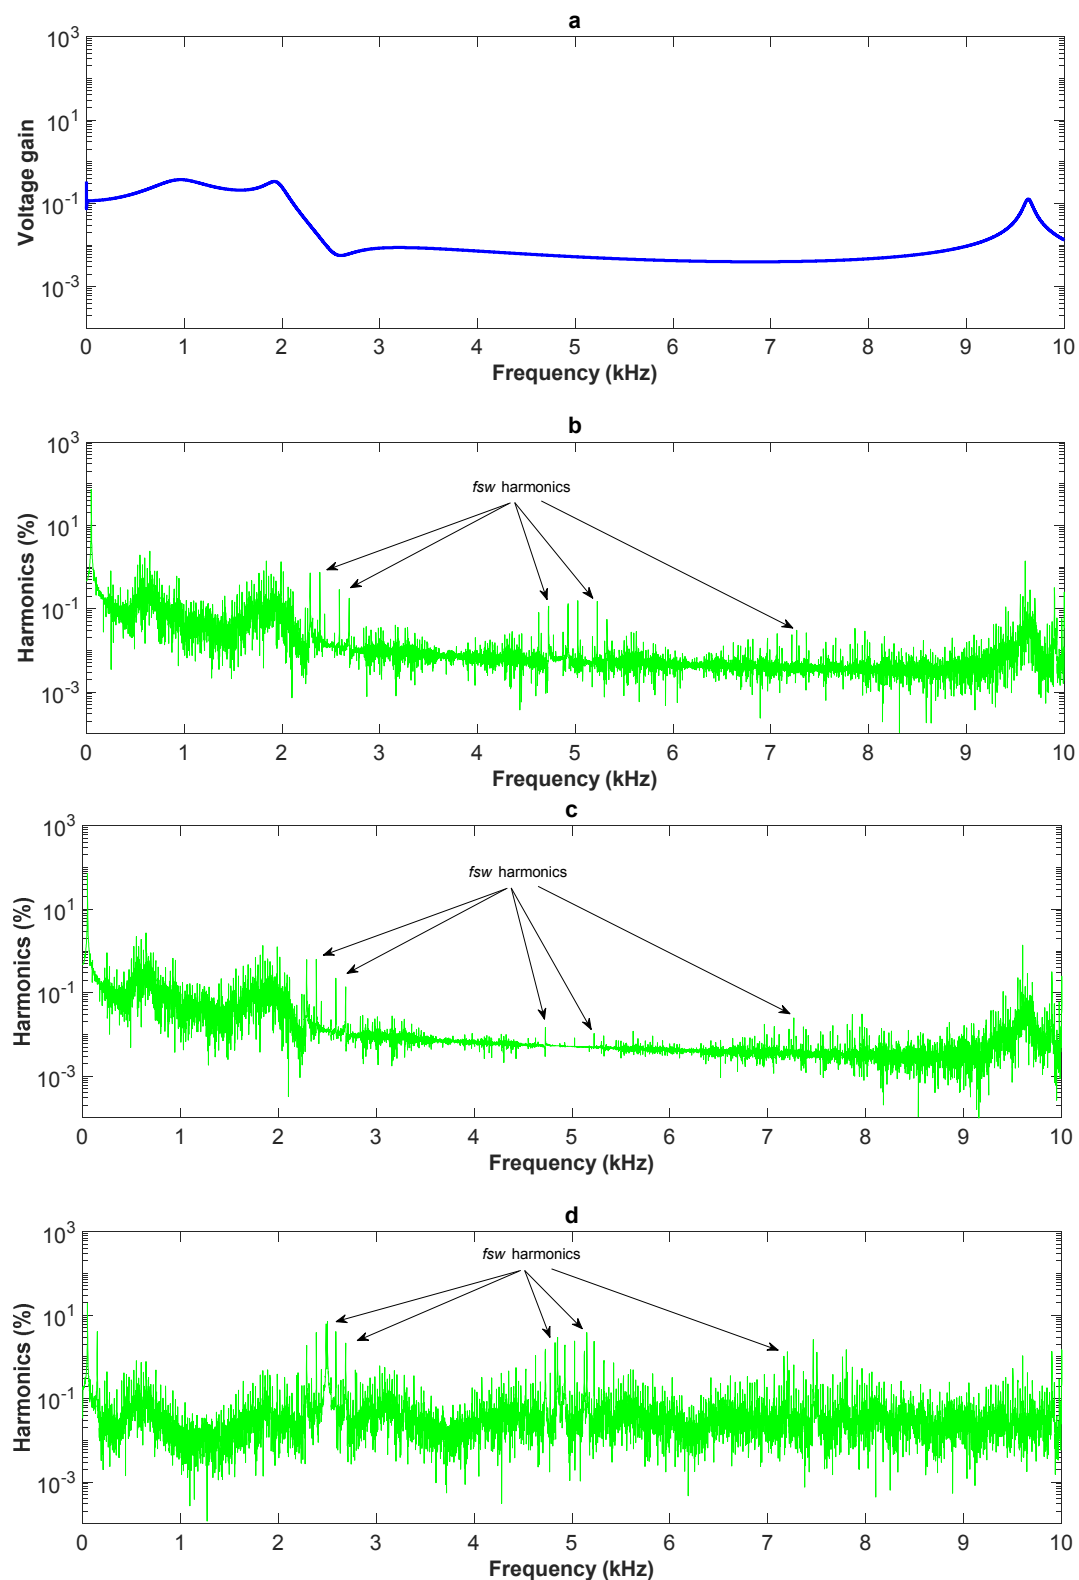 a
10^3
10^1
10^-1
10^-3
Voltage gain
0 1 2 3 4 5 6 7 8 9 10
Frequency (kHz)
b
10^3
10^1
10^-1
10^-3
Harmonics (%)
fsw harmonics
0 1 2 3 4 5 6 7 8 9 10
Frequency (kHz)
c
10^3
10^1
10^-1
10^-3
Harmonics (%)
fsw harmonics
0 1 2 3 4 5 6 7 8 9 10
Frequency (kHz)
d
10^3
10^1
10^-1
10^-3
Harmonics (%)
fsw harmonics
0 1 2 3 4 5 6 7 8 9 10
Frequency (kHz)